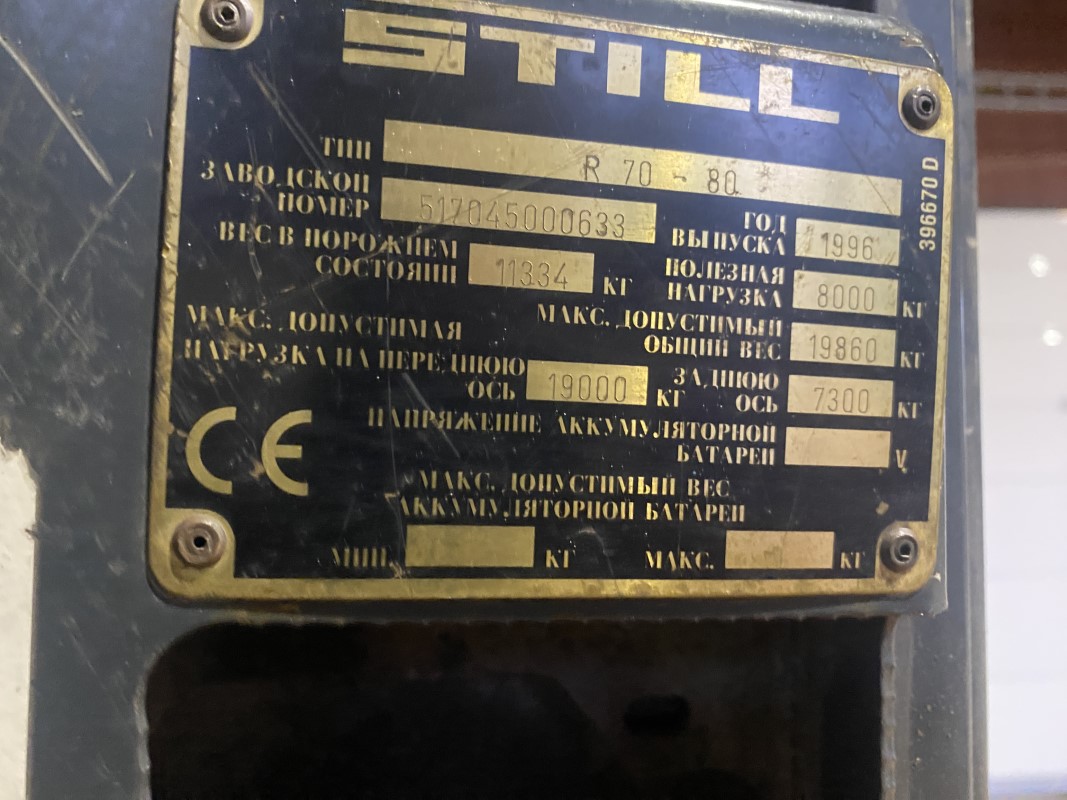 STILL
ТИП R 70 - 80
ЗАВОДСКОЙ
НОМЕР 517045000633
ГОД
ВЫПУСКА 1996
ВЕС В ПОРОЖНЕМ
СОСТОЯНИИ 11334 КГ
ПОЛЕЗНАЯ
НАГРУЗКА 8000 КГ
МАКС. ДОПУСТИМЫЙ
ОБЩИЙ ВЕС 19860 КГ
МАКС. ДОПУСТИМАЯ
НАГРУЗКА НА ПЕРЕДНЮЮ
ОСЬ 19000 КГ
ЗАДНЮЮ
ОСЬ 7300 КГ
НАПРЯЖЕНИЕ АККУМУЛЯТОРНОЙ
БАТАРЕИ V
МАКС. ДОПУСТИМЫЙ ВЕС
АККУМУЛЯТОРНОЙ БАТАРЕИ
МИН. КГ МАКС. КГ
CE
396670 D